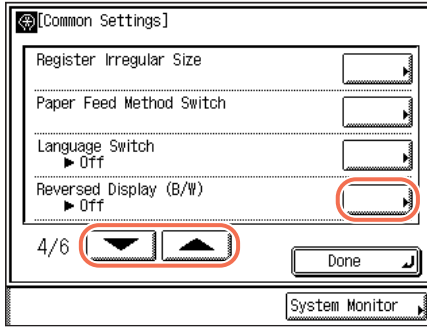 [Common Settings]
Register Irregular Size
Paper Feed Method Switch
Language Switch
► Off
Reversed Display (B/W)
► Off
4/6
Done
System Monitor